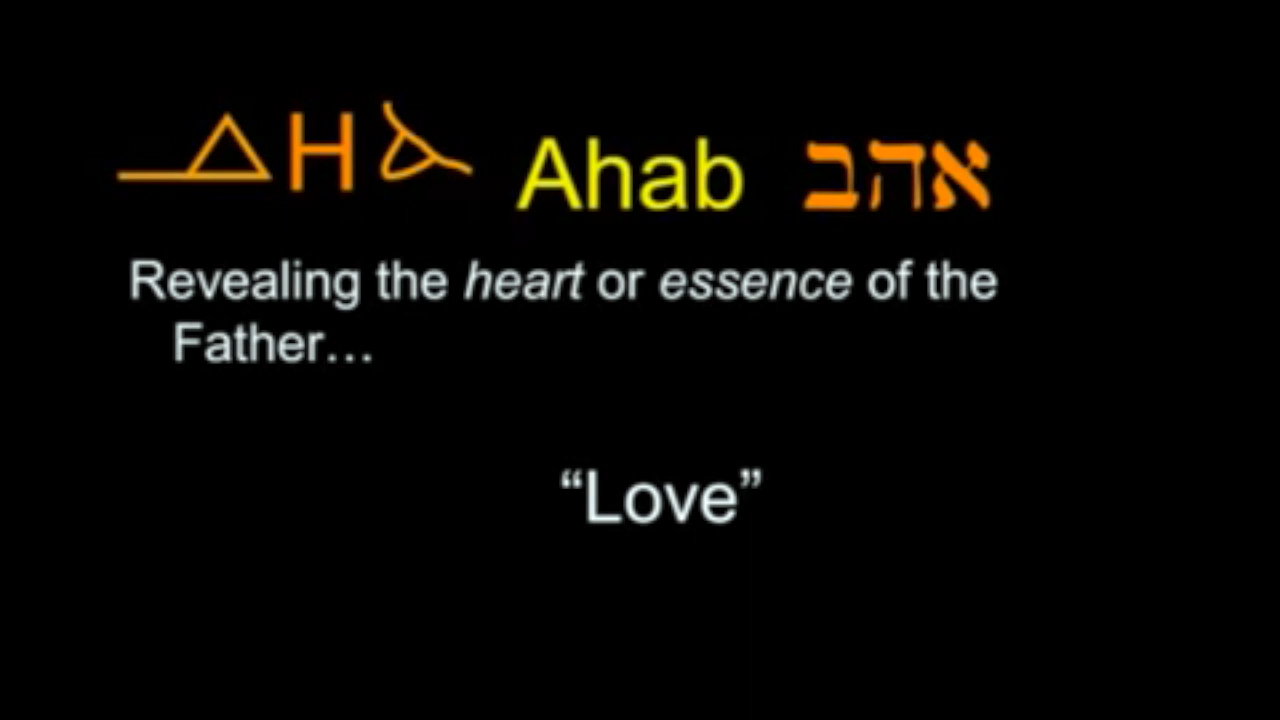 Ahab אהב
Revealing the heart or essence of the
Father…
“Love”